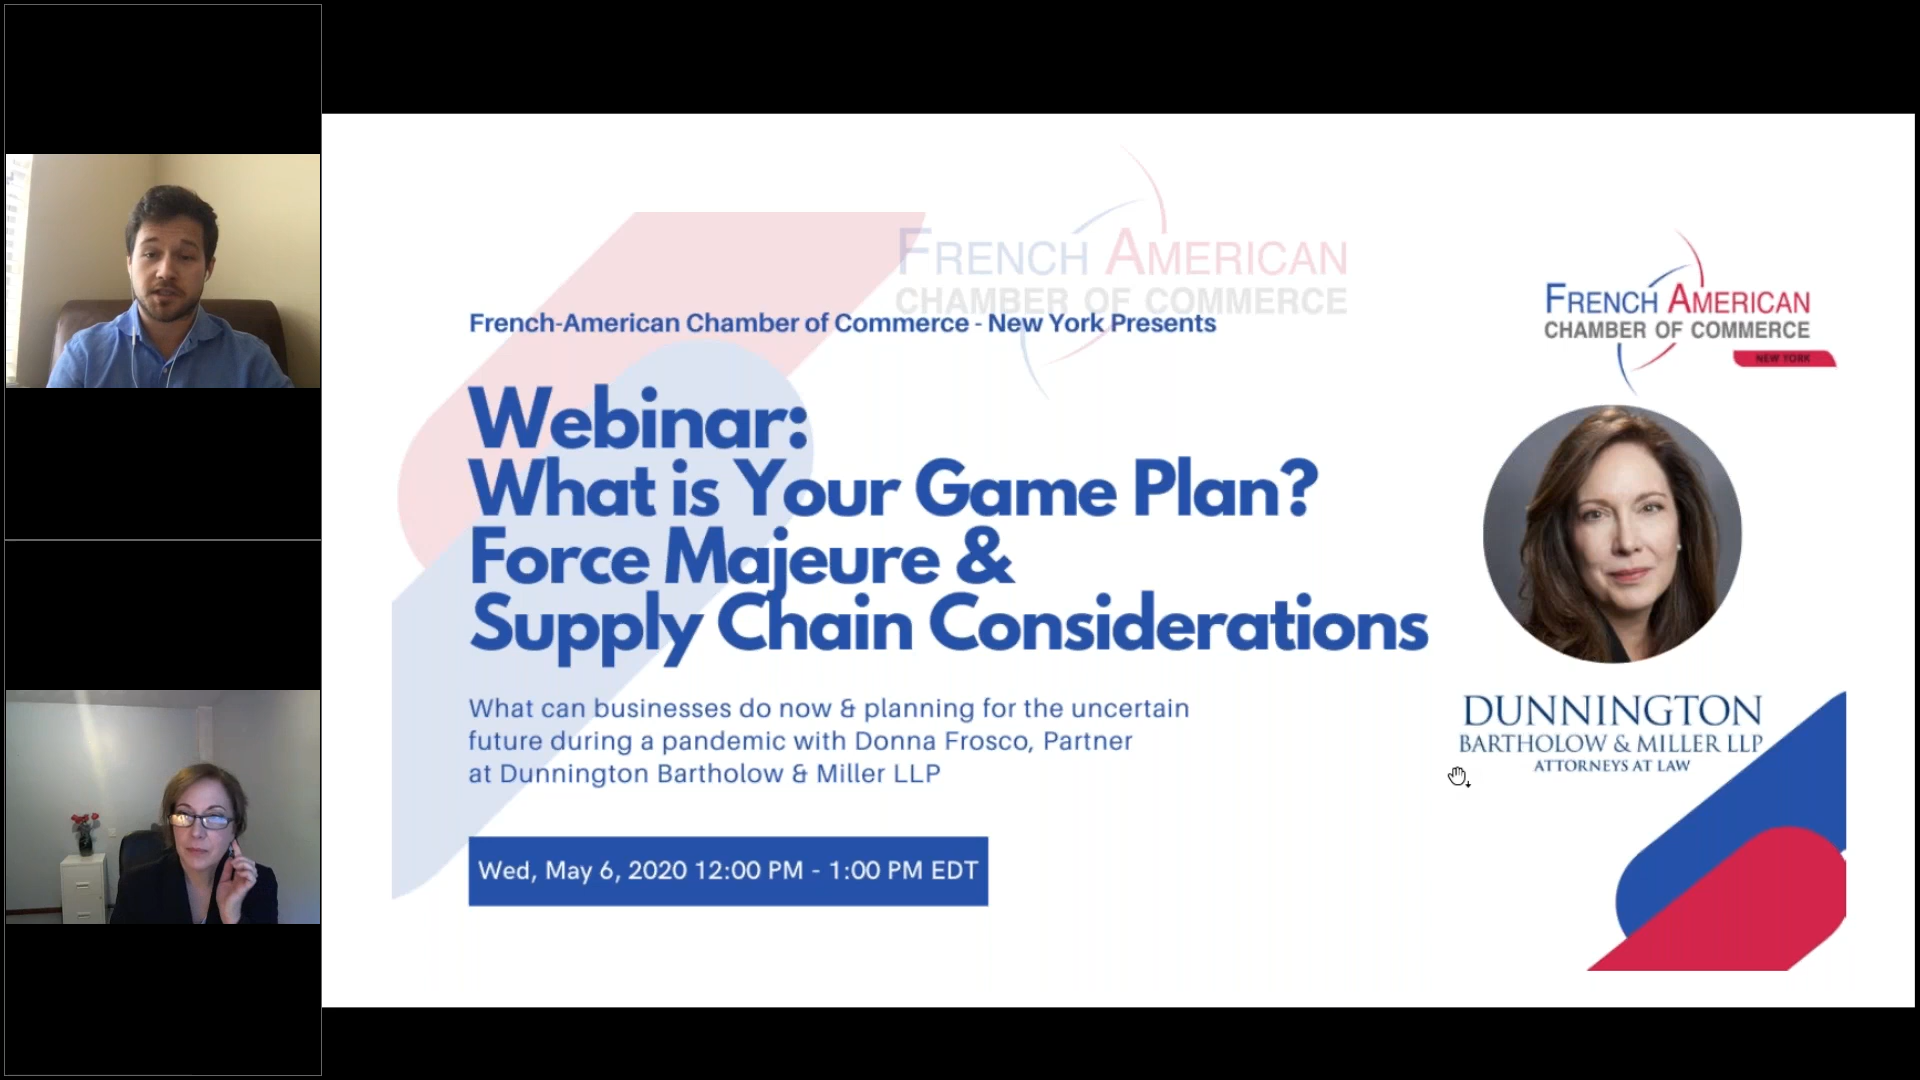 FRENCH AMERICAN
CHAMBER OF COMMERCE
French-American Chamber of Commerce - New York Presents
Webinar:
What is Your Game Plan?
Force Majeure &
Supply Chain Considerations
What can businesses do now & planning for the uncertain
future during a pandemic with Donna Frosco, Partner
at Dunnington Bartholow & Miller LLP
Wed, May 6, 2020 12:00 PM - 1:00 PM EDT
FRENCH AMERICAN
CHAMBER OF COMMERCE
NEW YORK
DUNNINGTON
BARTHOLOW & MILLER LLP
ATTORNEYS AT LAW